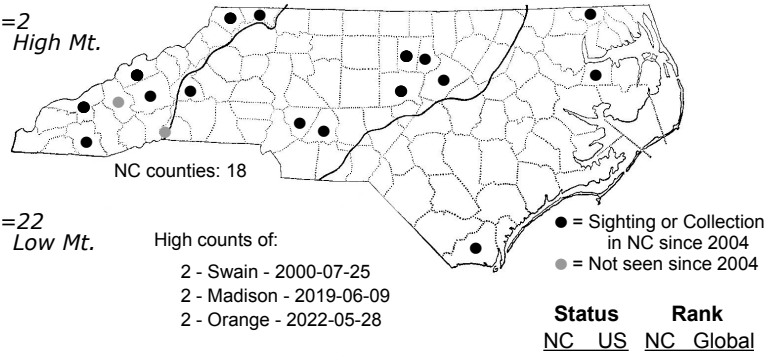 =2
High Mt.
NC counties: 18
=22
Low Mt.
High counts of:
2 - Swain - 2000-07-25
2 - Madison - 2019-06-09
2 - Orange - 2022-05-28
= Sighting or Collection
in NC since 2004
= Not seen since 2004
Status Rank
NC US NC Global